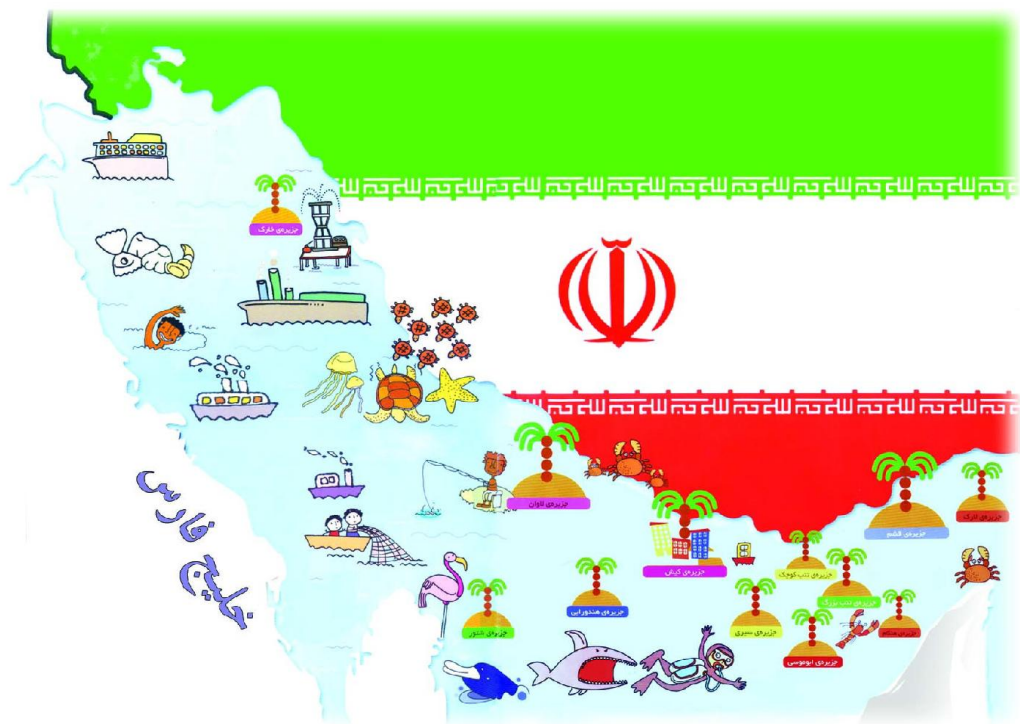 جزیره‌ی خارک
جزیره‌ی لاوان
جزیره‌ی لارک
جزیره‌ی قشم
جزیره‌ی کیش
جزیره‌ی تنب کوچک
جزیره‌ی تنب بزرگ
جزیره‌ی هندورابی
جزیره‌ی شتور
جزیره‌ی سیری
جزیره‌ی هنگام
جزیره‌ی ابوموسی
خلیج فارس